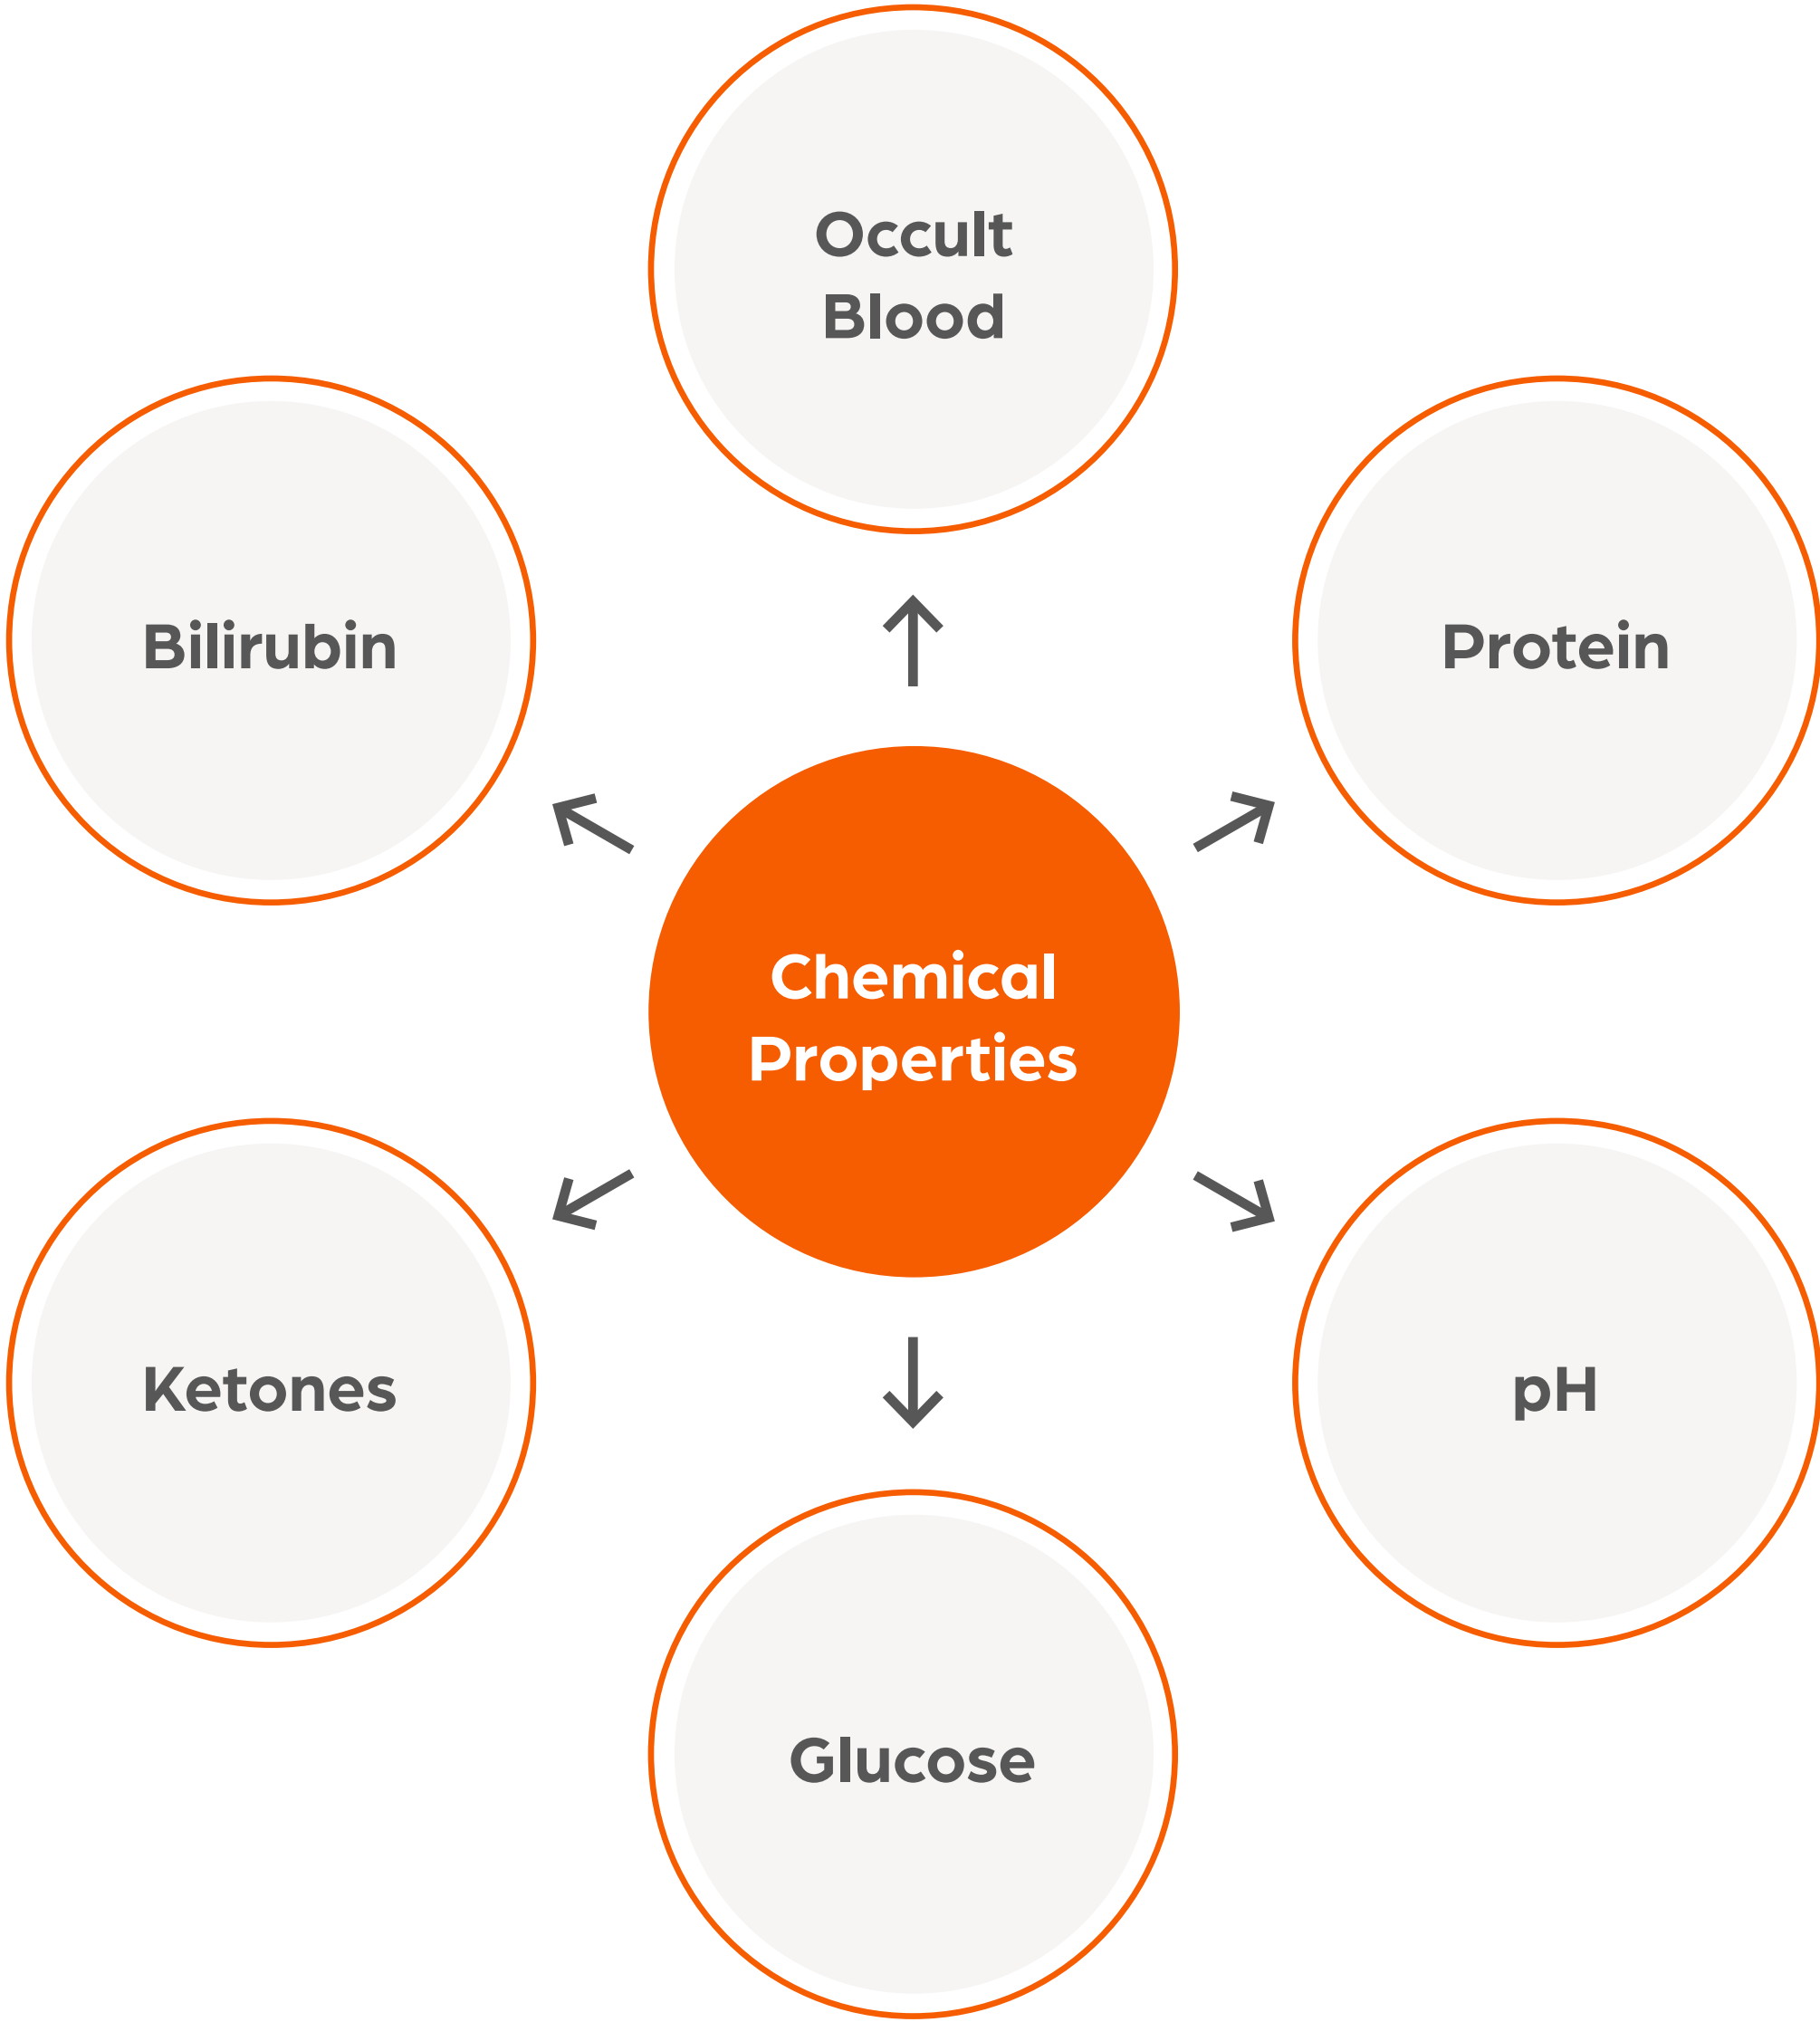 Occult
Blood
Bilirubin
Protein
Chemical
Properties
Ketones
pH
Glucose